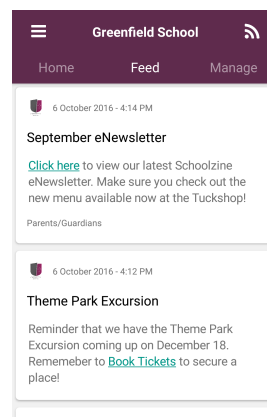 Greenfield School
Home Feed Manage
6 October 2016 - 4:14 PM
September eNewsletter
Click here to view our latest Schoolzine
eNewsletter. Make sure you check out the
new menu available now at the Tuckshop!
Parents/Guardians
6 October 2016 - 4:12 PM
Theme Park Excursion
Reminder that we have the Theme Park
Excursion coming up on December 18.
Rememeber to Book Tickets to secure a
place!